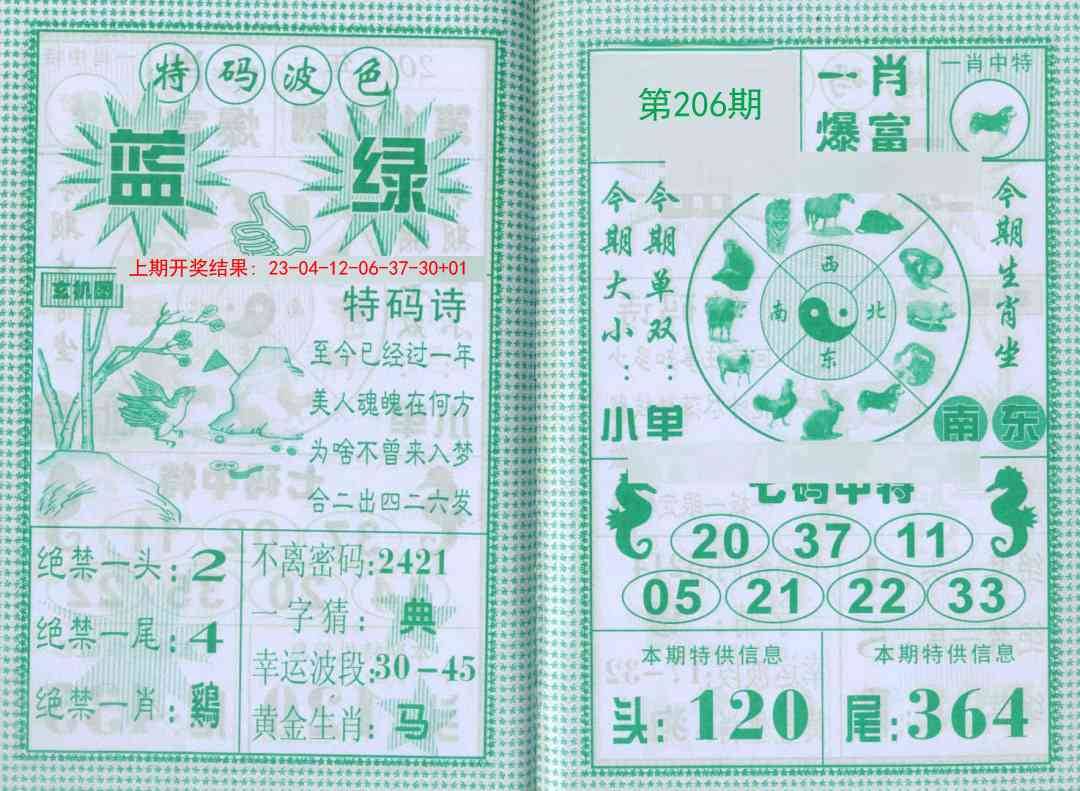 特码波色
蓝 绿
上期开奖结果：23-04-12-06-37-30+01
玄机图
特码诗
至今已经过一年
美人魂魄在何方
为啥不曾来入梦
合二出四二六发
绝禁一头:2
绝禁一尾:4
绝禁一肖:鷄
不离密码:2421
一字猜：典
幸运波段:30-45
黄金生肖:马
第206期
一肖
爆富
一肖中特
今期大小：小
今期单双：单
西
南 北
东
今期生肖坐
南东
七码中特
20 37 11
05 21 22 33
本期特供信息
头:120
本期特供信息
尾:364